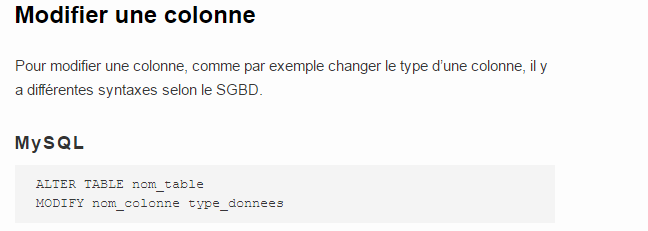 Modifier une colonne
Pour modifier une colonne, comme par exemple changer le type d’une colonne, il y
a différentes syntaxes selon le SGBD.
MySQL
ALTER TABLE nom_table
MODIFY nom_colonne type_donnees